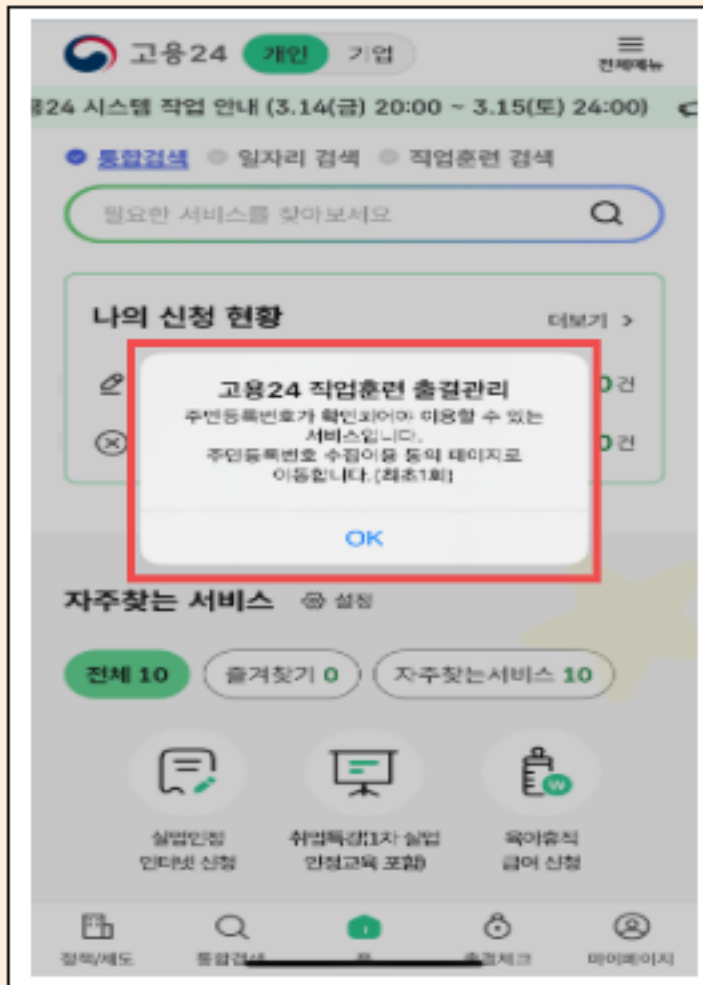 고용24 개인 기업
전체메뉴
용24 시스템 작업 안내 (3.14(금) 20:00 ~ 3.15(토) 24:00)
통합검색 일자리 검색 직업훈련 검색
필요한 서비스를 찾아보세요
나의 신청 현황 더보기 >
0건
0건
고용24 직업훈련 출결관리
주민등록번호가 확인되어야 이용할 수 있는
서비스입니다.
주민등록번호 수집이용 동의 페이지로
이동합니다.(최초1회)
OK
자주찾는 서비스 설정
전체 10 즐겨찾기 0 자주찾는서비스 10
실업인정 취업특강(1차 실업 육아휴직
인터넷 신청 인정교육 포함) 급여 신청
정책/제도 통합검색 홈 출결체크 마이페이지